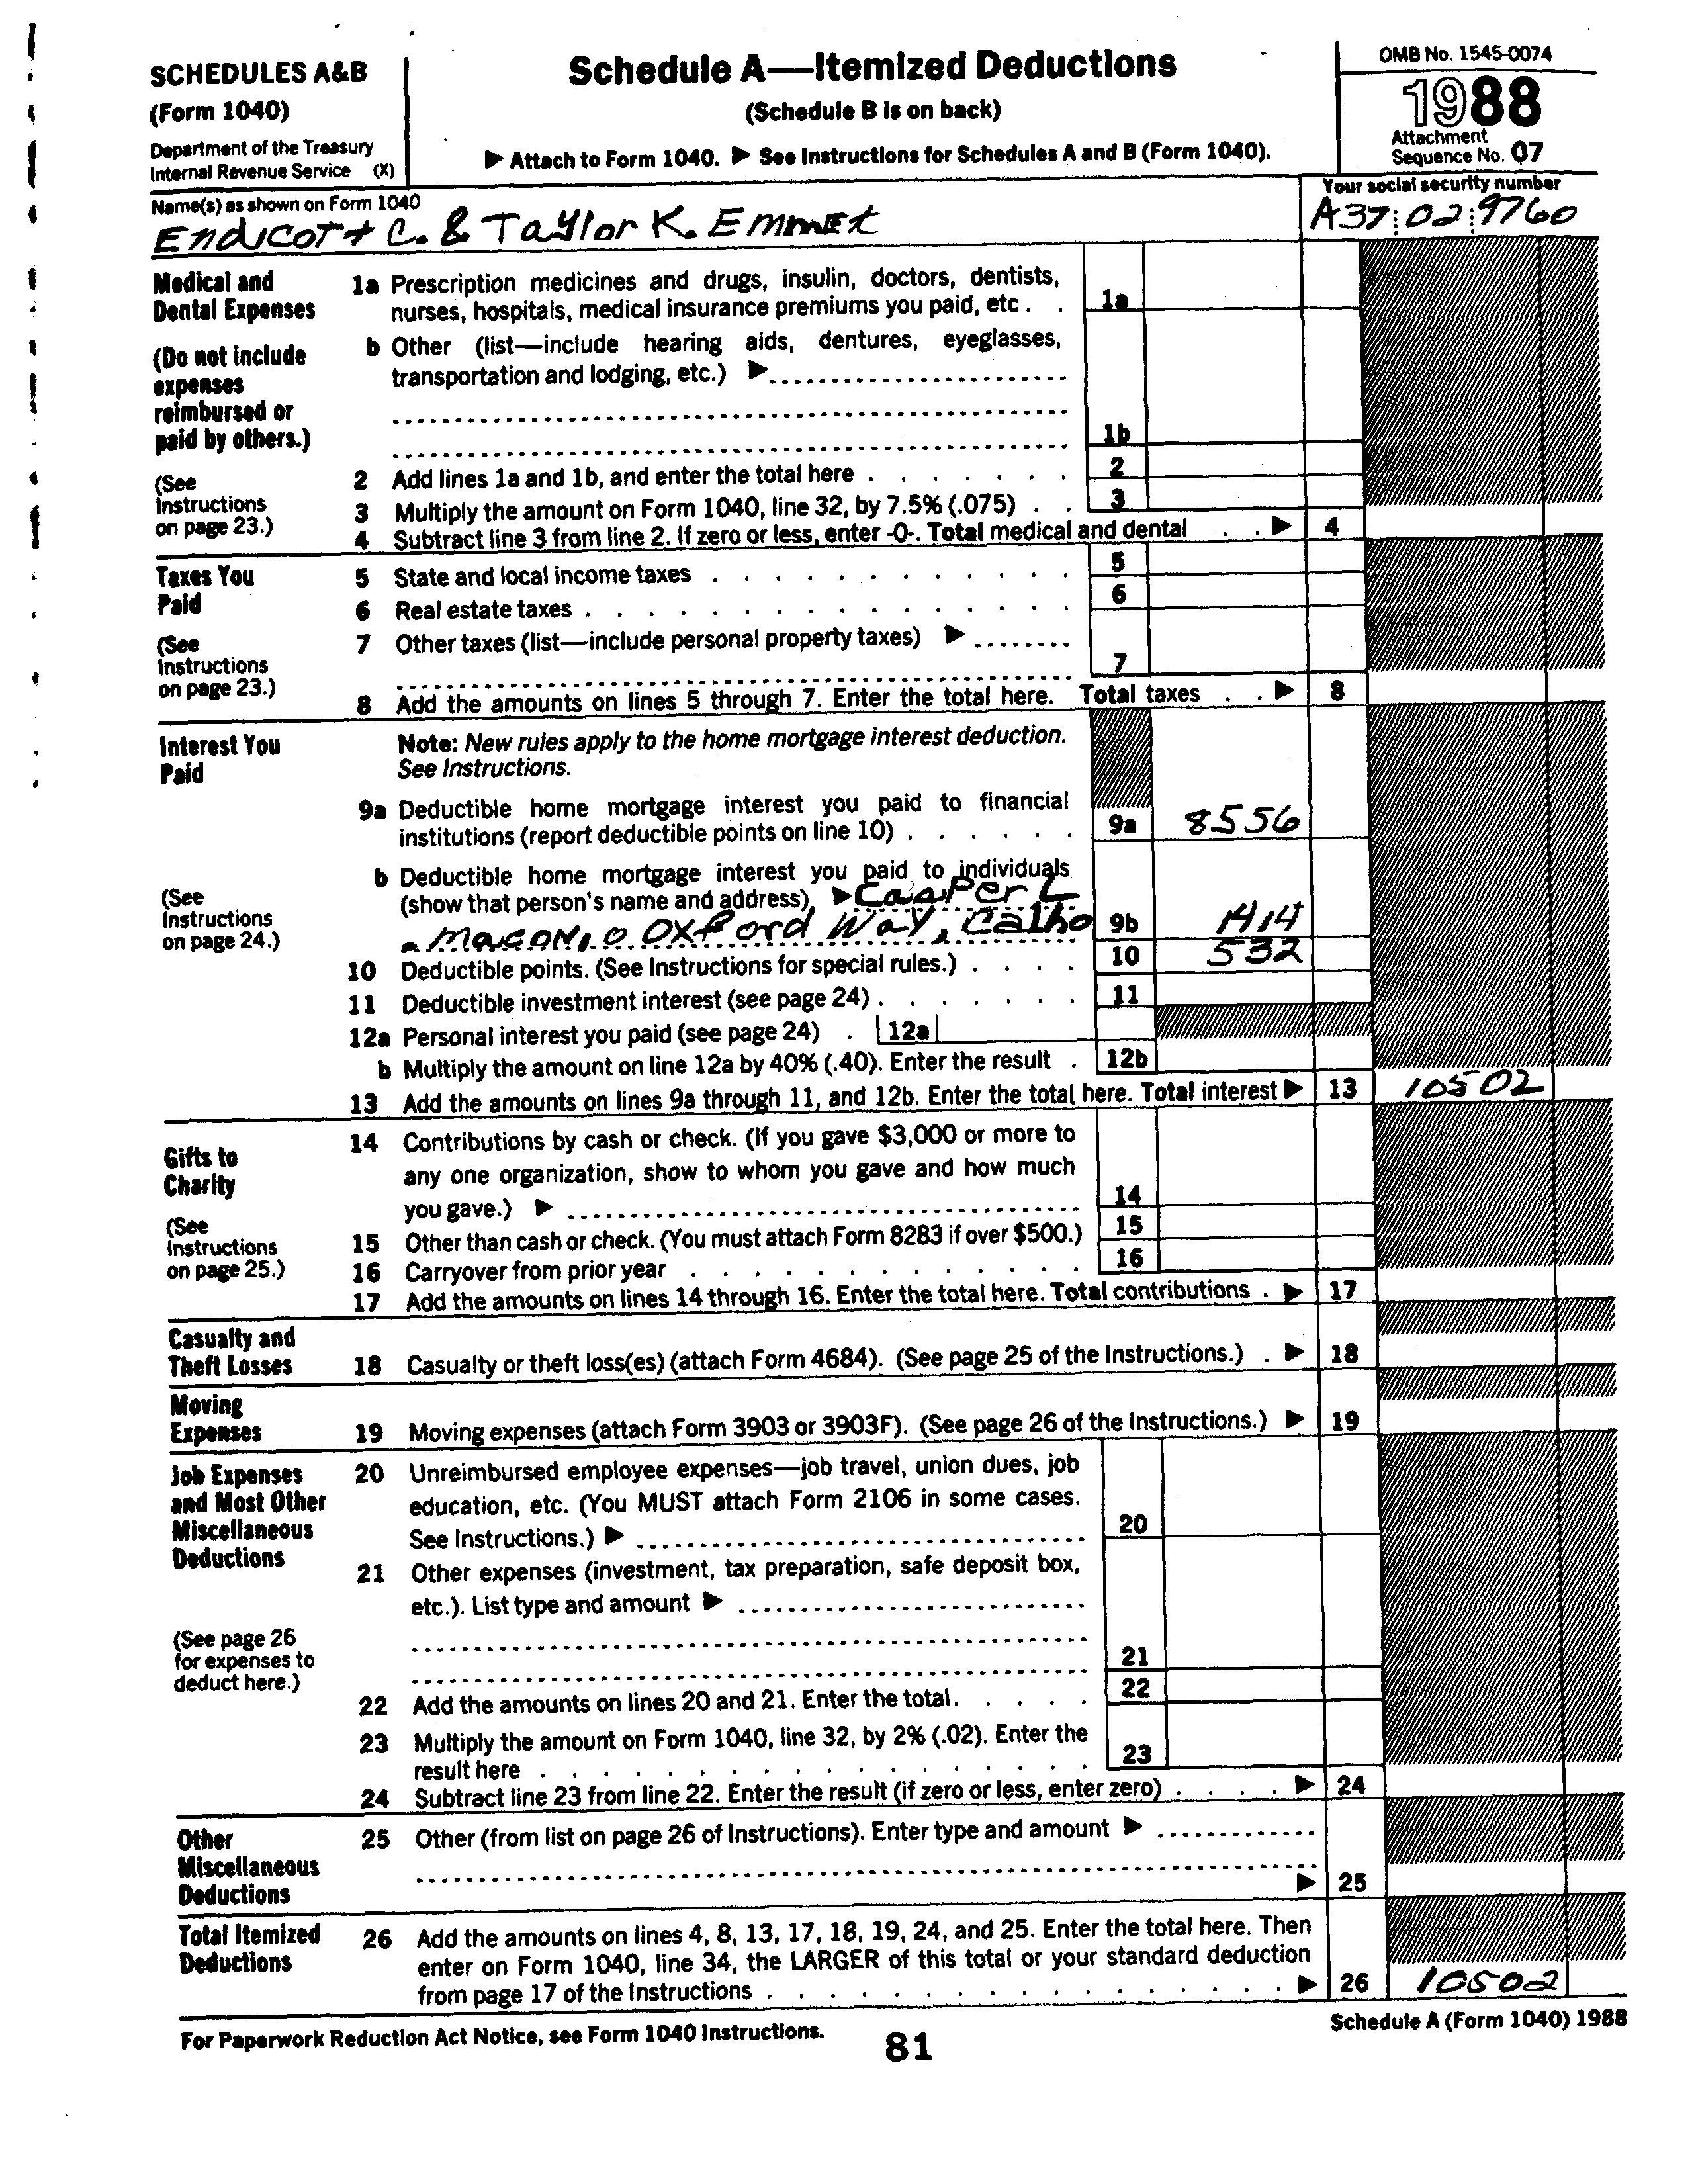 SCHEDULES A&B
(Form 1040)
Department of the Treasury
Internal Revenue Service (X)
Schedule A—Itemized Deductions
(Schedule B is on back)
▶ Attach to Form 1040. ▶ See Instructions for Schedules A and B (Form 1040).
OMB No. 1545-0074
1988
Attachment
Sequence No. 07
Name(s) as shown on Form 1040
Endicott C. & Taylor K. Emmet
Your social security number
A37 02 9760
Medical and
Dental Expenses
(Do not include
expenses
reimbursed or
paid by others.)
(See
Instructions
on page 23.)
1a Prescription medicines and drugs, insulin, doctors, dentists,
nurses, hospitals, medical insurance premiums you paid, etc . . 1a
b Other (list—include hearing aids, dentures, eyeglasses,
transportation and lodging, etc.) ▶ 1b
2 Add lines 1a and 1b, and enter the total here . . . . . . . 2
3 Multiply the amount on Form 1040, line 32, by 7.5% (.075) . . 3
4 Subtract line 3 from line 2. If zero or less, enter -0-. Total medical and dental . . ▶ 4
Taxes You
Paid
(See
Instructions
on page 23.)
5 State and local income taxes . . . . . . . . . . . . 5
6 Real estate taxes . . . . . . . . . . . . . . . 6
7 Other taxes (list—include personal property taxes) ▶ 7
8 Add the amounts on lines 5 through 7. Enter the total here. Total taxes . . ▶ 8
Interest You
Paid
(See
Instructions
on page 24.)
Note: New rules apply to the home mortgage interest deduction.
See Instructions.
9a Deductible home mortgage interest you paid to financial
institutions (report deductible points on line 10) . . . . . . 9a 8556
b Deductible home mortgage interest you paid to individuals
(show that person's name and address) ▶ Casper L
Macon, 0 Oxford Way, Calho 9b 1414
10 Deductible points. (See Instructions for special rules.) . . . . 10 532
11 Deductible investment interest (see page 24) . . . . . . . 11
12a Personal interest you paid (see page 24) . 12a
b Multiply the amount on line 12a by 40% (.40). Enter the result . 12b
13 Add the amounts on lines 9a through 11, and 12b. Enter the total here. Total interest ▶ 13 10502
Gifts to
Charity
(See
Instructions
on page 25.)
14 Contributions by cash or check. (If you gave $3,000 or more to
any one organization, show to whom you gave and how much
you gave.) ▶ 14
15 Other than cash or check. (You must attach Form 8283 if over $500.) 15
16 Carryover from prior year . . . . . . . . . . . . . 16
17 Add the amounts on lines 14 through 16. Enter the total here. Total contributions . ▶ 17
Casualty and
Theft Losses
18 Casualty or theft loss(es) (attach Form 4684). (See page 25 of the Instructions.) . ▶ 18
Moving
Expenses
19 Moving expenses (attach Form 3903 or 3903F). (See page 26 of the Instructions.) ▶ 19
Job Expenses
and Most Other
Miscellaneous
Deductions
(See page 26
for expenses to
deduct here.)
20 Unreimbursed employee expenses—job travel, union dues, job
education, etc. (You MUST attach Form 2106 in some cases.
See Instructions.) ▶ 20
21 Other expenses (investment, tax preparation, safe deposit box,
etc.). List type and amount ▶ 21
22 Add the amounts on lines 20 and 21. Enter the total. . . . . 22
23 Multiply the amount on Form 1040, line 32, by 2% (.02). Enter the
result here . . . . . . . . . . . . . . . . 23
24 Subtract line 23 from line 22. Enter the result (if zero or less, enter zero) . . . . ▶ 24
Other
Miscellaneous
Deductions
25 Other (from list on page 26 of Instructions). Enter type and amount ▶
▶ 25
Total Itemized
Deductions
26 Add the amounts on lines 4, 8, 13, 17, 18, 19, 24, and 25. Enter the total here. Then
enter on Form 1040, line 34, the LARGER of this total or your standard deduction
from page 17 of the Instructions . . . . . . . . . . . . . . . . ▶ 26 10502
For Paperwork Reduction Act Notice, see Form 1040 Instructions.
81
Schedule A (Form 1040) 1988